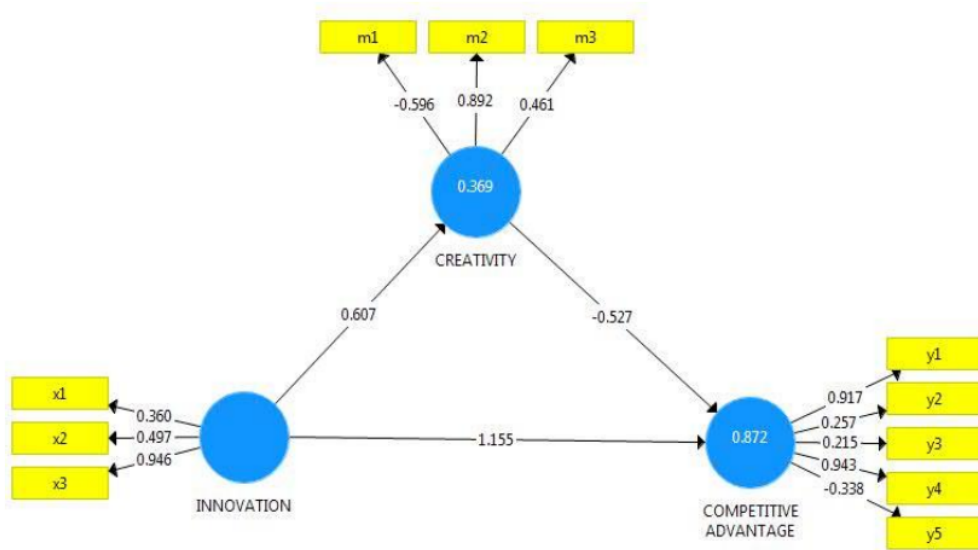 m1 m2 m3
-0.596 0.892 0.461
0.369
CREATIVITY
0.607 -0.527
x1
x2
x3
0.360
0.497
0.946
INNOVATION
1.155
0.872
COMPETITIVE
ADVANTAGE
0.917
0.257
0.215
0.943
-0.338
y1
y2
y3
y4
y5